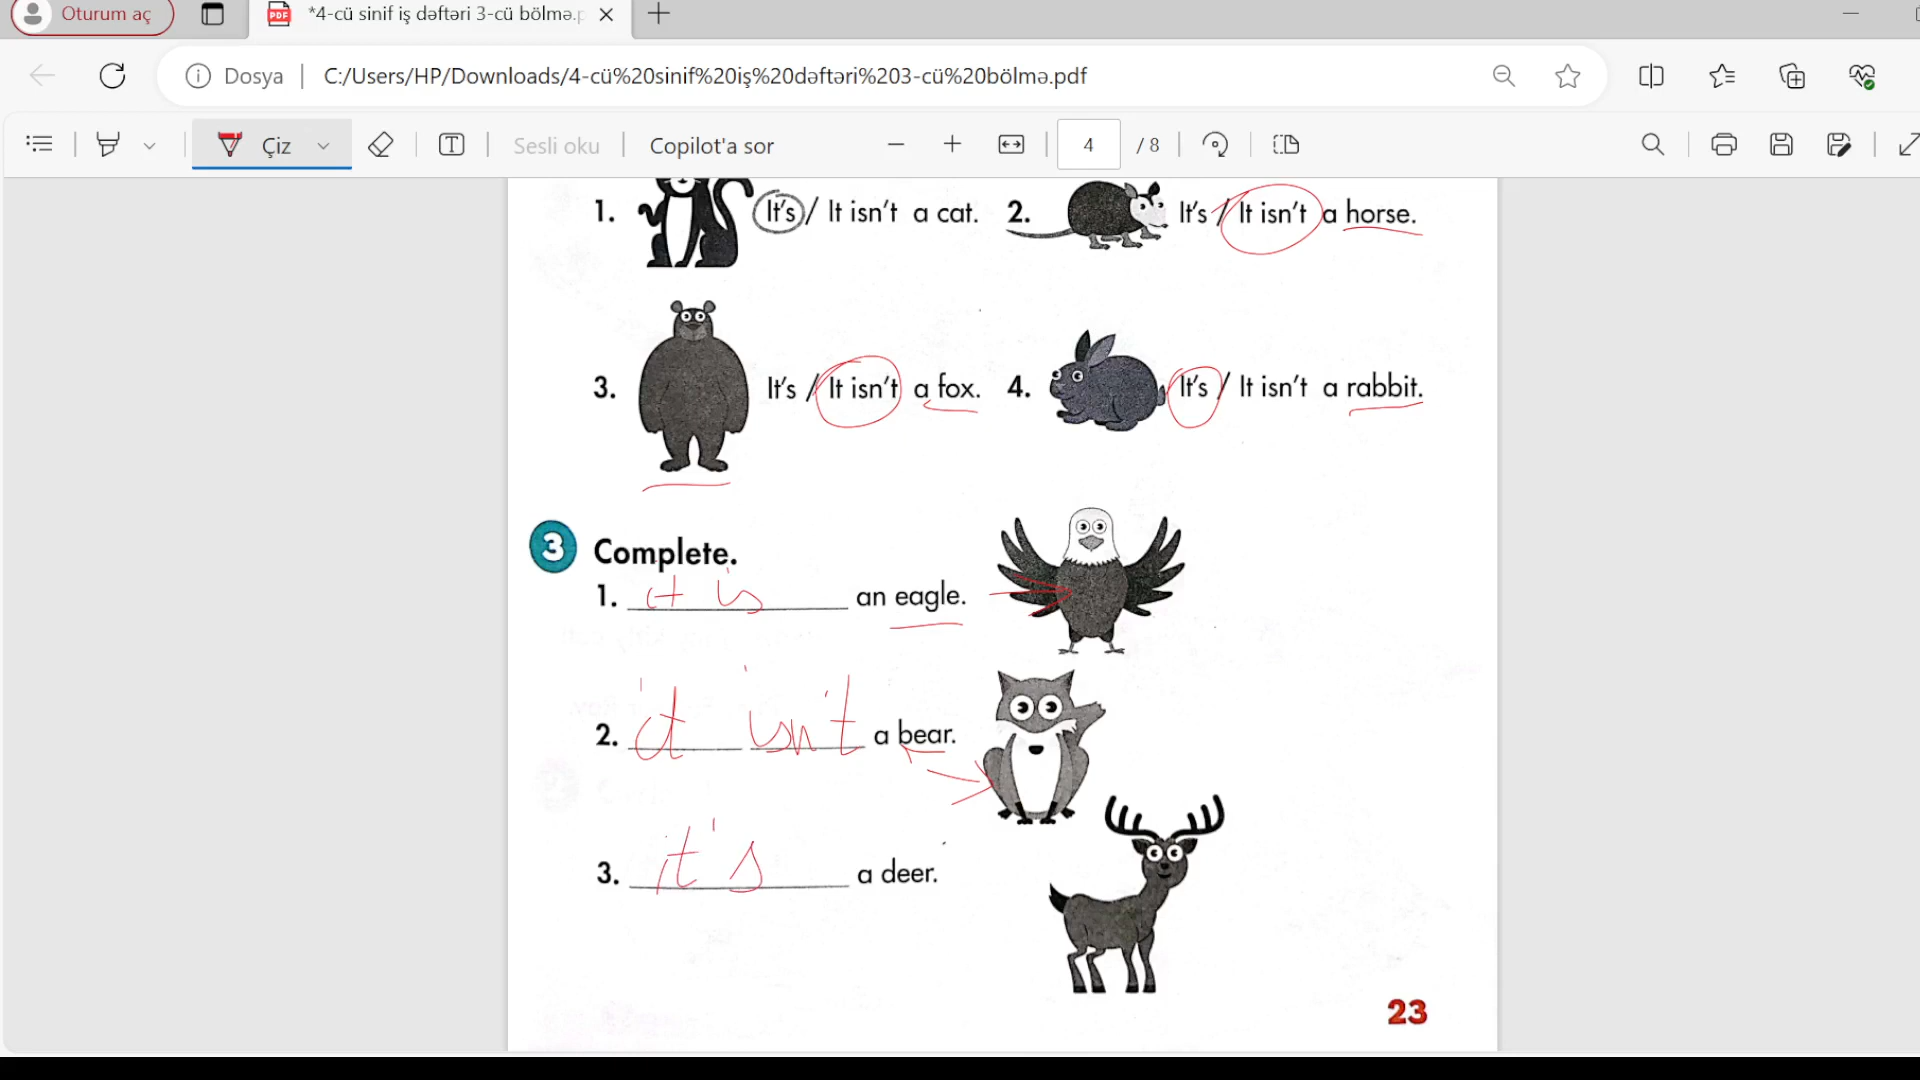 Oturum aç
*4-cü sinif iş dəftəri 3-cü bölmə.p
Dosya
C:/Users/HP/Downloads/4-cü%20sinif%20iş%20dəftəri%203-cü%20bölmə.pdf
Çiz
Sesli oku
Copilot'a sor
4 / 8
1. It's / It isn't a cat. 2. It's / It isn't a horse.
3. It's / It isn't a fox. 4. It's / It isn't a rabbit.
3 Complete.
1. it is an eagle.
2. it isn't a bear.
3. it's a deer.
23